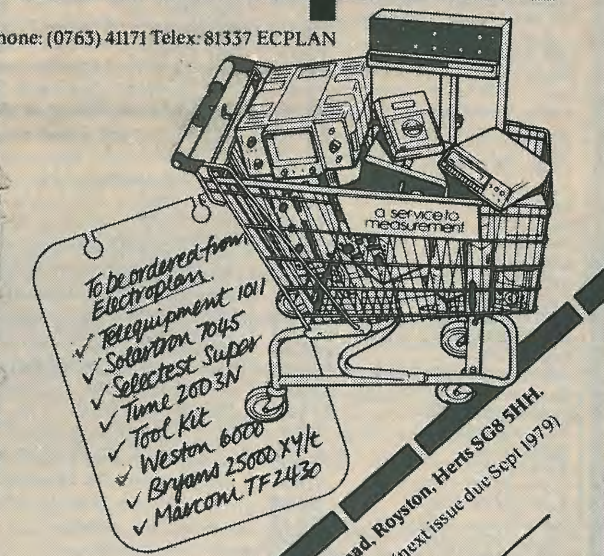 hone: (0763) 41171 Telex: 81337 ECPLAN
a service to
measurement
To be ordered from
Electroplan.
✓ Telequipment 1011
✓ Solartron 7045
✓ Selectest Super
✓ Time 2003N
✓ Tool Kit
✓ Weston 6000
✓ Bryans 25000 XY/t
✓ Marconi TF2430
ad, Royston, Herts SG8 5HH.
(next issue due Sept 1979)